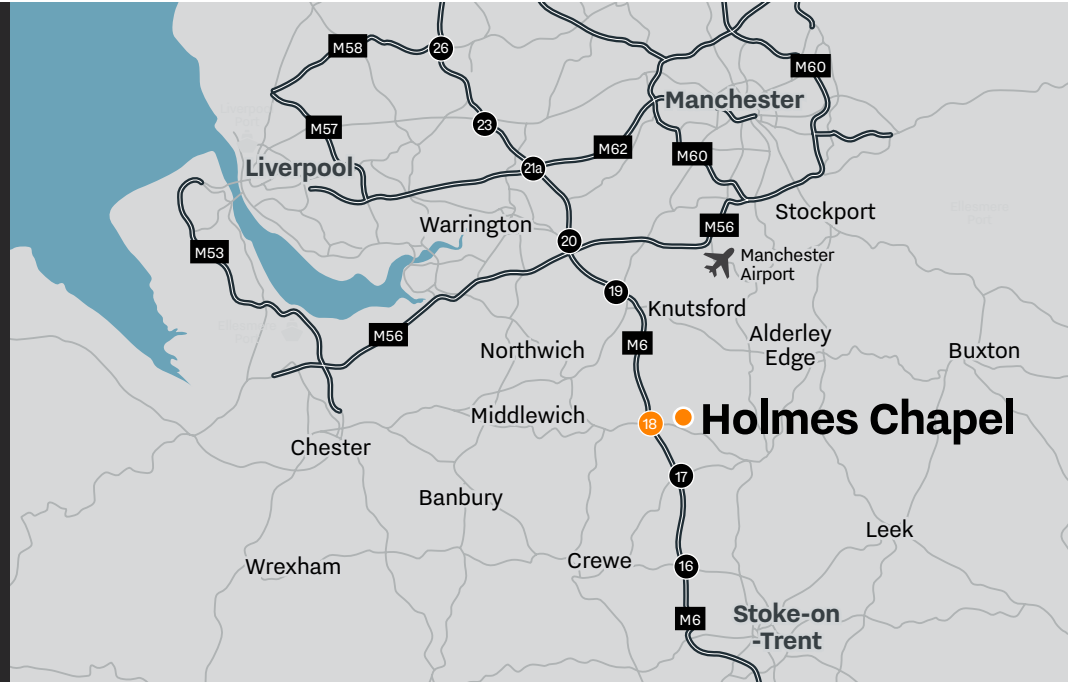 M58
26
M60
Manchester
23
M57
M62
M60
Liverpool
21a
Stockport
Warrington
M56
20
M53
Manchester
Airport
19
Knutsford
M56
M6
Alderley
Edge
Northwich
Buxton
Middlewich
18
Holmes Chapel
Chester
17
Banbury
Leek
Wrexham
Crewe
16
M6
Stoke-on
-Trent